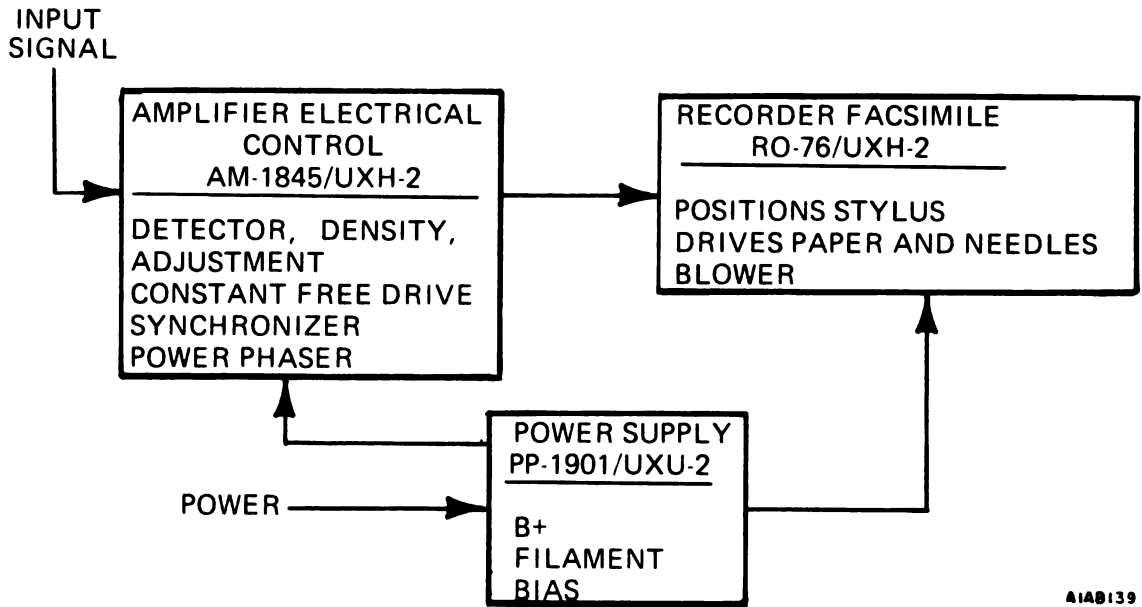 INPUT
SIGNAL
AMPLIFIER ELECTRICAL
CONTROL
AM-1845/UXH-2
DETECTOR, DENSITY,
ADJUSTMENT
CONSTANT FREE DRIVE
SYNCHRONIZER
POWER PHASER
RECORDER FACSIMILE
RO-76/UXH-2
POSITIONS STYLUS
DRIVES PAPER AND NEEDLES
BLOWER
POWER SUPPLY
PP-1901/UXU-2
B+
FILAMENT
BIAS
POWER
A1AB139